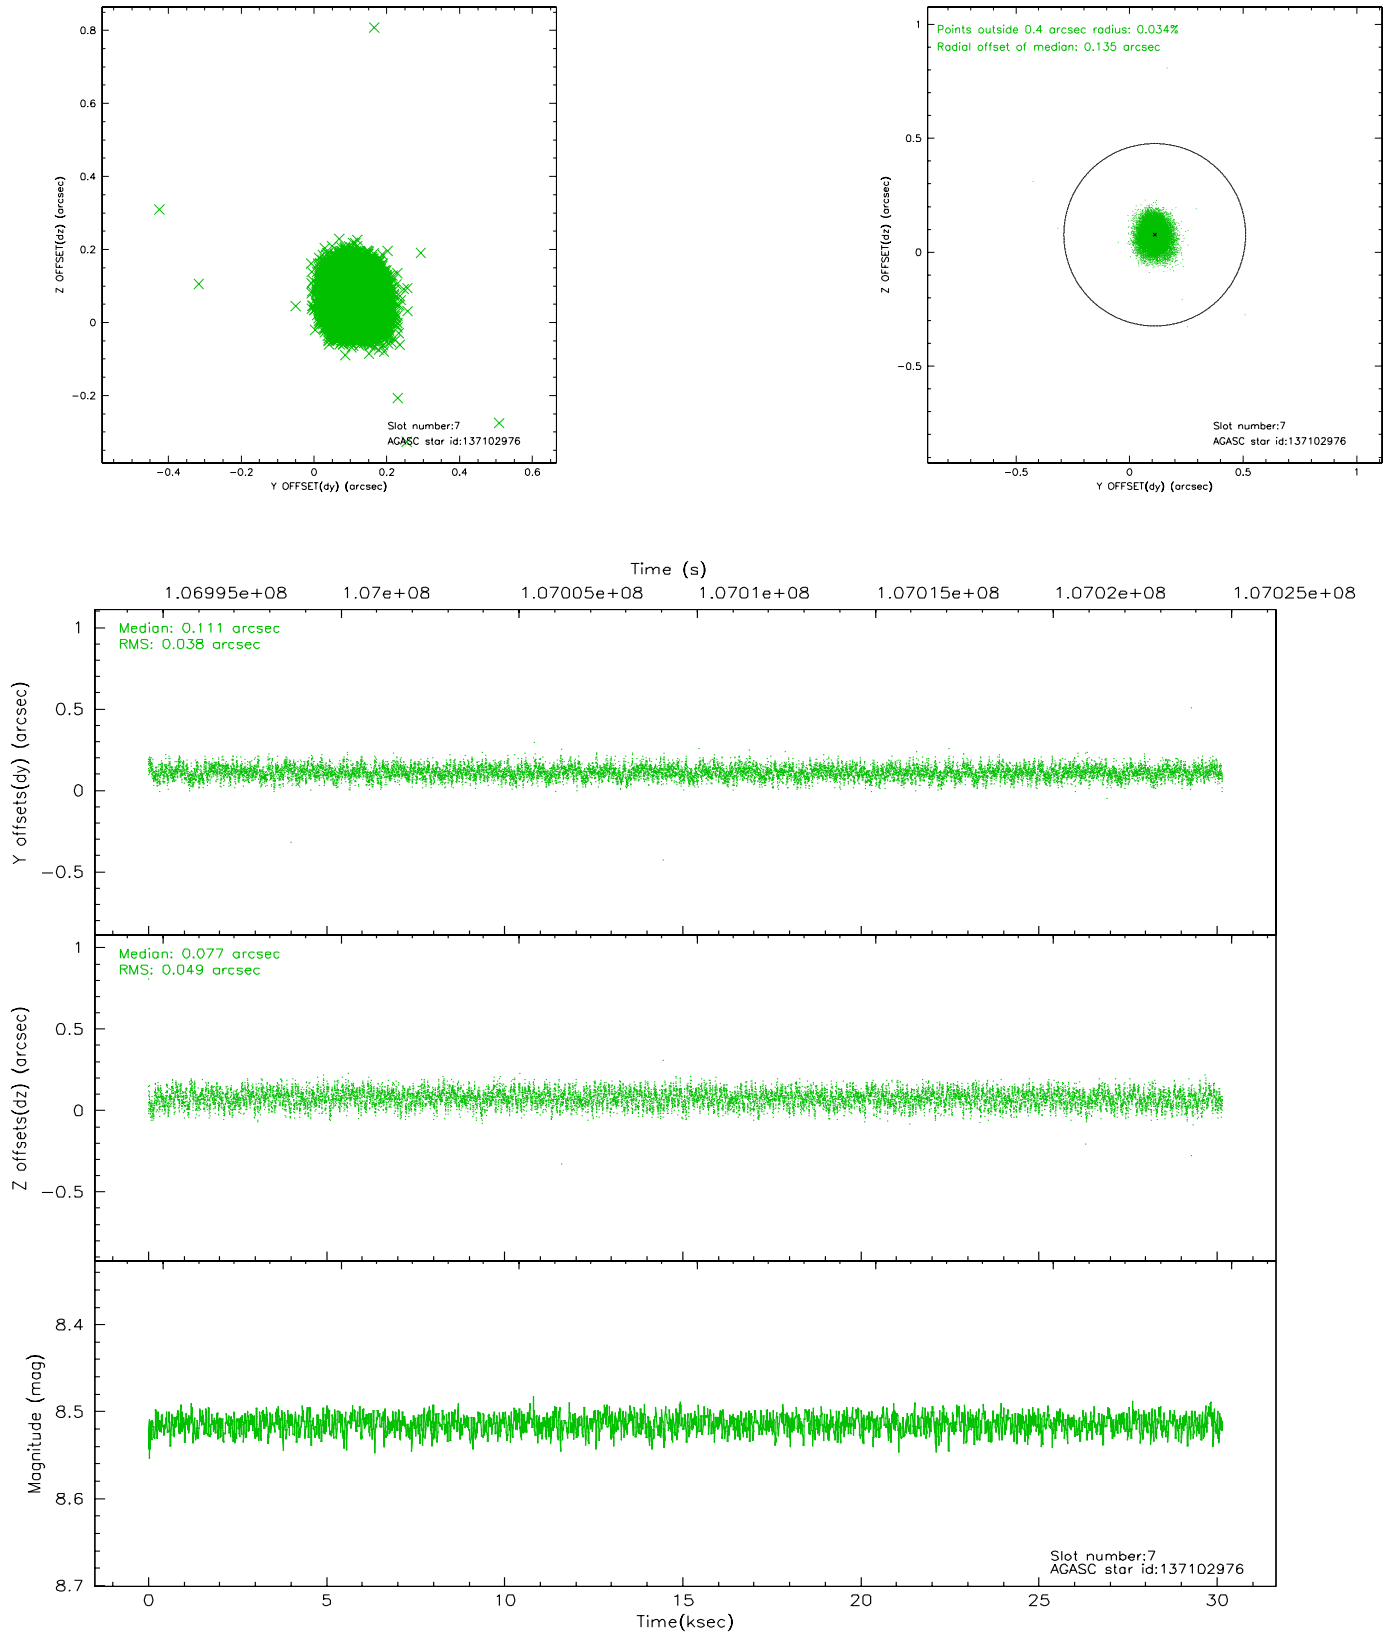 0.8
0.6
0.4
0.2
0
−0.2
Z OFFSET(dz) (arcsec)
−0.4
−0.2
0
0.2
0.4
0.6
Y OFFSET(dy) (arcsec)
Slot number:7
AGASC star id:137102976
Points outside 0.4 arcsec radius: 0.034%
Radial offset of median: 0.135 arcsec
1
0.5
0
−0.5
Z OFFSET(dz) (arcsec)
−0.5
0
0.5
1
Y OFFSET(dy) (arcsec)
Slot number:7
AGASC star id:137102976
Time (s)
1.06995e+08
1.07e+08
1.07005e+08
1.0701e+08
1.07015e+08
1.0702e+08
1.07025e+08
Median: 0.111 arcsec
RMS: 0.038 arcsec
1
0.5
0
−0.5
Y offsets(dy) (arcsec)
Median: 0.077 arcsec
RMS: 0.049 arcsec
1
0.5
0
−0.5
Z offsets(dz) (arcsec)
8.4
8.5
8.6
8.7
Magnitude (mag)
Slot number:7
AGASC star id:137102976
0
5
10
15
20
25
30
Time(ksec)